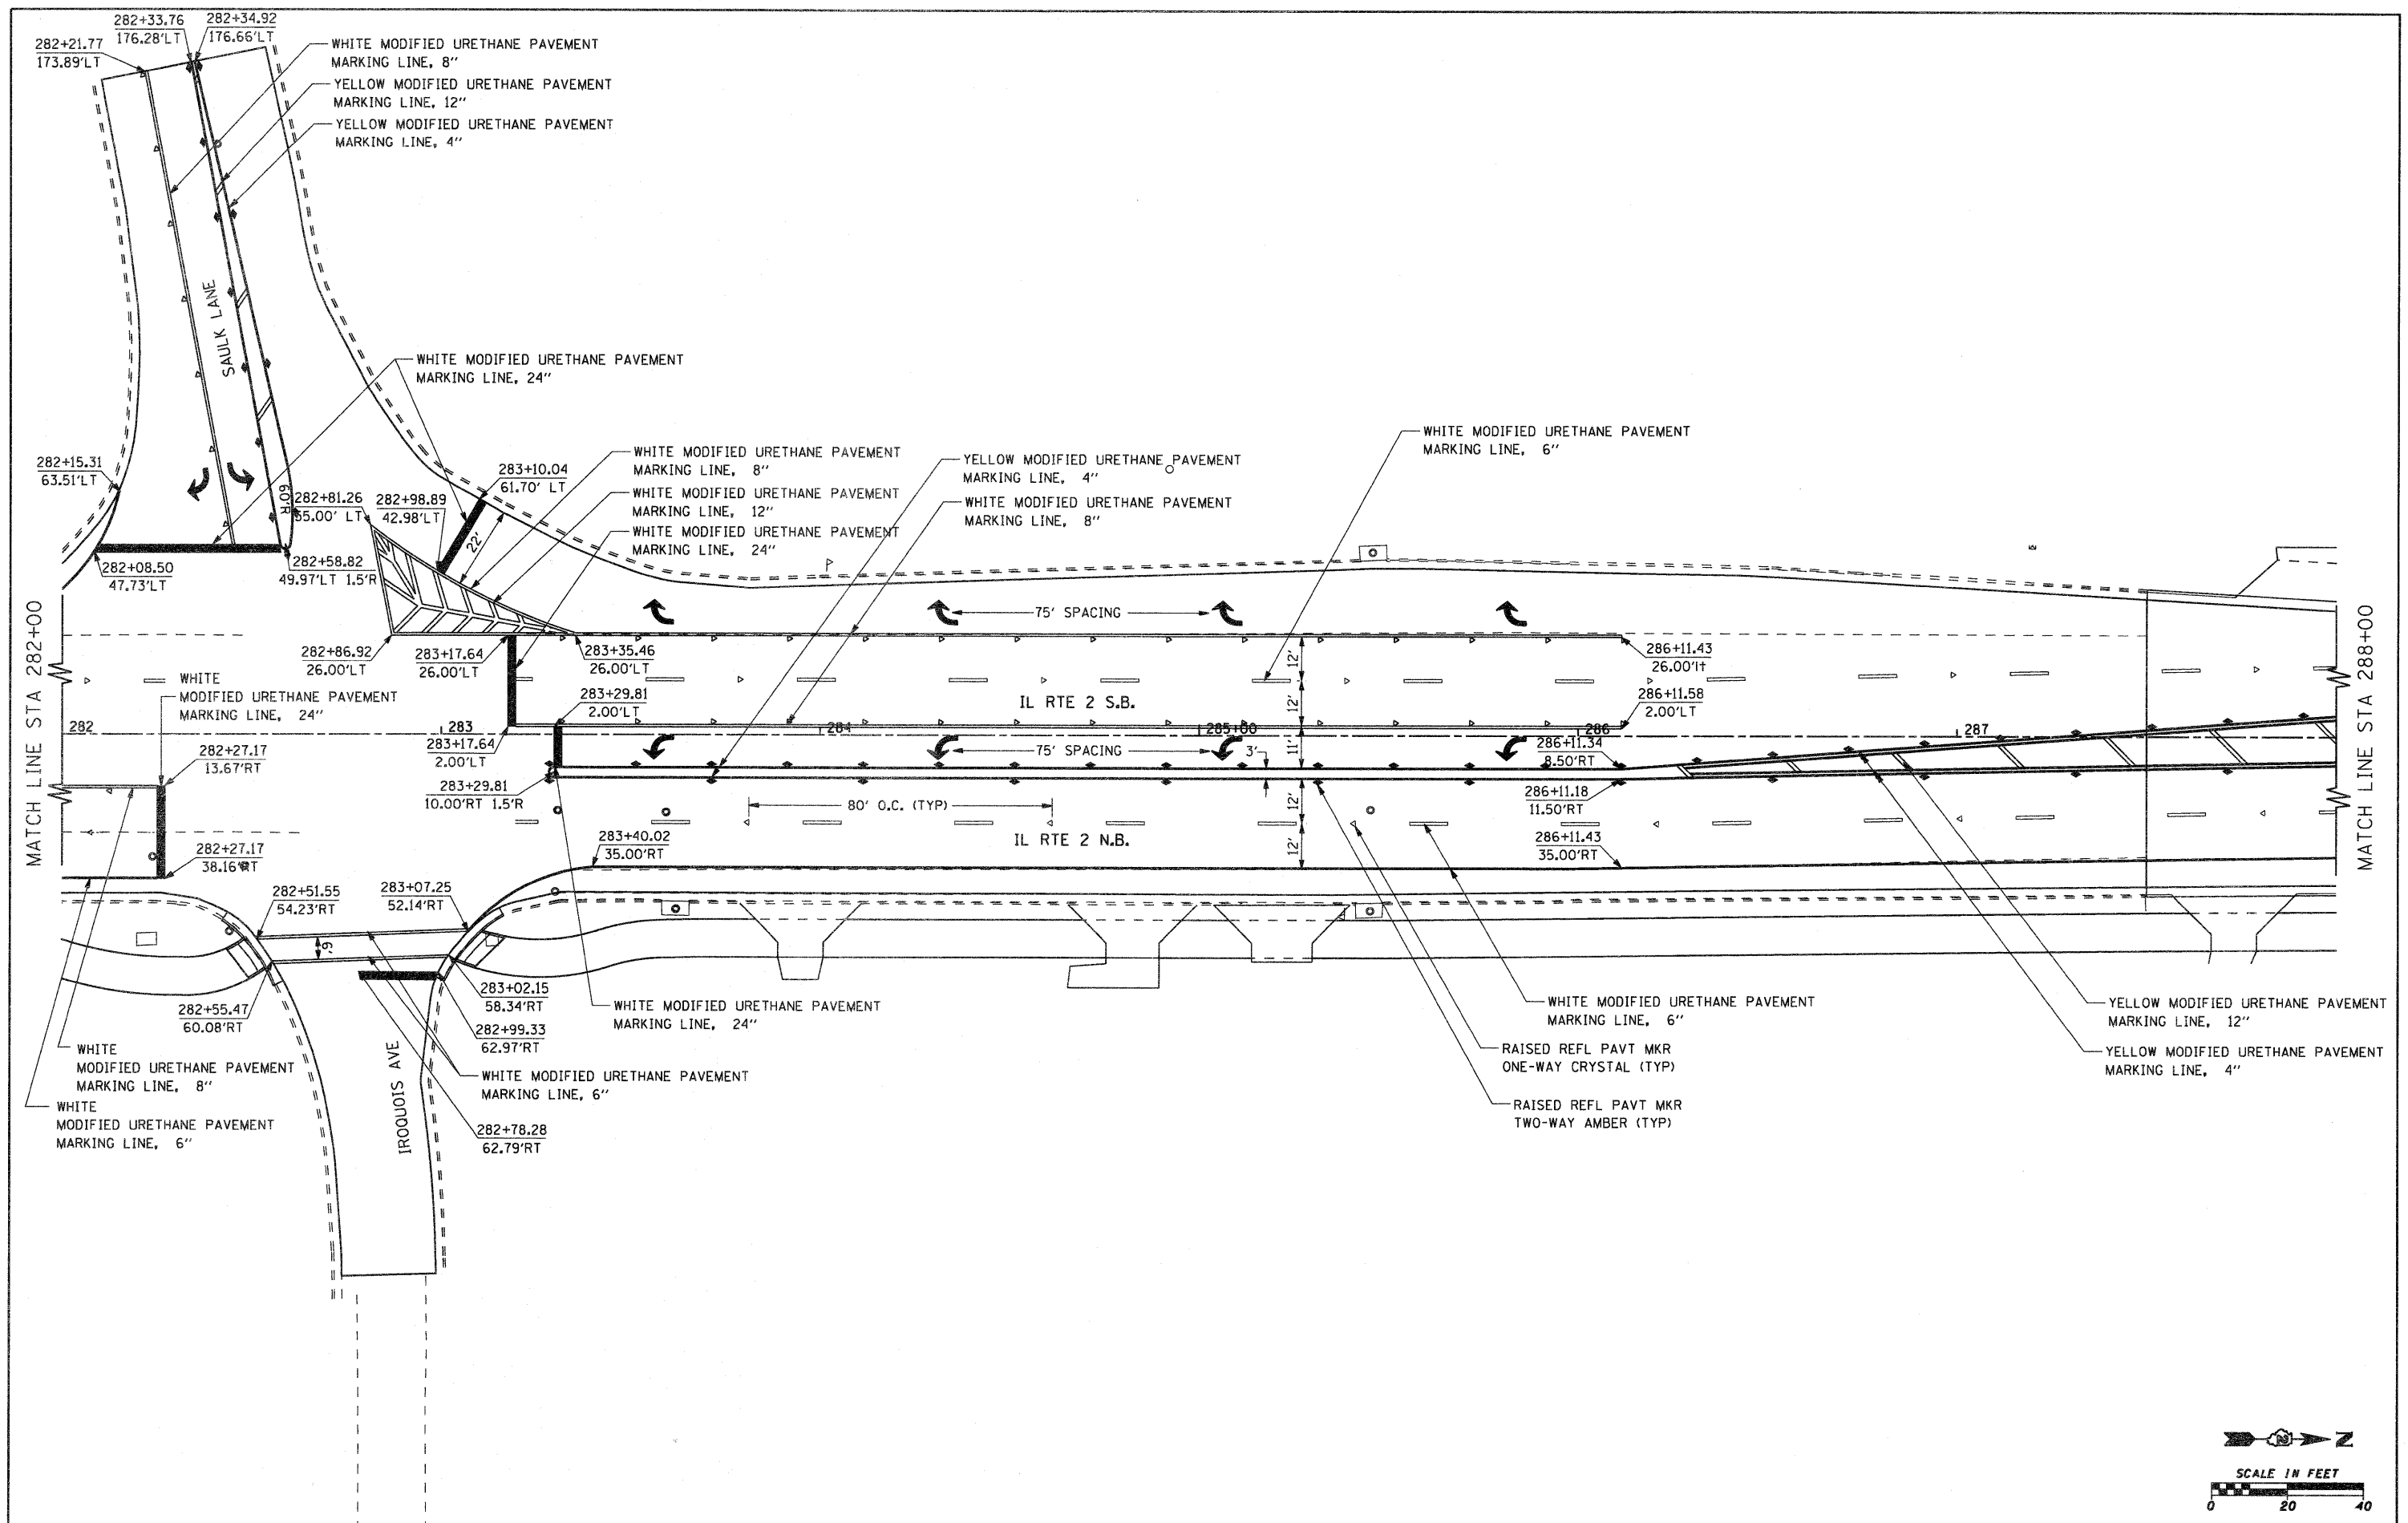 282+33.76
176.28'LT
282+34.92
176.66'LT
282+21.77
173.89'LT
WHITE MODIFIED URETHANE PAVEMENT
MARKING LINE, 8"
YELLOW MODIFIED URETHANE PAVEMENT
MARKING LINE, 12"
YELLOW MODIFIED URETHANE PAVEMENT
MARKING LINE, 4"
SAULK LANE
WHITE MODIFIED URETHANE PAVEMENT
MARKING LINE, 24"
282+15.31
63.51'LT
60'R
282+81.26
55.00' LT
282+98.89
42.98'LT
283+10.04
61.70' LT
22'
WHITE MODIFIED URETHANE PAVEMENT
MARKING LINE, 8"
WHITE MODIFIED URETHANE PAVEMENT
MARKING LINE, 12"
WHITE MODIFIED URETHANE PAVEMENT
MARKING LINE, 24"
YELLOW MODIFIED URETHANE PAVEMENT
MARKING LINE, 4"
WHITE MODIFIED URETHANE PAVEMENT
MARKING LINE, 8"
WHITE MODIFIED URETHANE PAVEMENT
MARKING LINE, 6"
282+08.50
47.73'LT
282+58.82
49.97'LT 1.5'R
MATCH LINE STA 282+00
MATCH LINE STA 288+00
75' SPACING
282+86.92
26.00'LT
283+17.64
26.00'LT
283+35.46
26.00'LT
286+11.43
26.00'lt
12'
12'
WHITE
MODIFIED URETHANE PAVEMENT
MARKING LINE, 24"
283+29.81
2.00'LT
IL RTE 2 S.B.
286+11.58
2.00'LT
282
283
284
285+00
286
287
283+17.64
2.00'LT
75' SPACING
3'
11'
286+11.34
8.50'RT
282+27.17
13.67'RT
283+29.81
10.00'RT 1.5'R
286+11.18
11.50'RT
80' O.C. (TYP)
12'
12'
IL RTE 2 N.B.
283+40.02
35.00'RT
286+11.43
35.00'RT
282+27.17
38.16'RT
282+51.55
54.23'RT
283+07.25
52.14'RT
6'
282+55.47
60.08'RT
283+02.15
58.34'RT
282+99.33
62.97'RT
WHITE MODIFIED URETHANE PAVEMENT
MARKING LINE, 24"
WHITE MODIFIED URETHANE PAVEMENT
MARKING LINE, 6"
YELLOW MODIFIED URETHANE PAVEMENT
MARKING LINE, 12"
WHITE
MODIFIED URETHANE PAVEMENT
MARKING LINE, 8"
IROQUOIS AVE
WHITE MODIFIED URETHANE PAVEMENT
MARKING LINE, 6"
RAISED REFL PAVT MKR
ONE-WAY CRYSTAL (TYP)
YELLOW MODIFIED URETHANE PAVEMENT
MARKING LINE, 4"
WHITE
MODIFIED URETHANE PAVEMENT
MARKING LINE, 6"
RAISED REFL PAVT MKR
TWO-WAY AMBER (TYP)
282+78.28
62.79'RT
2
N
SCALE IN FEET
0 20 40